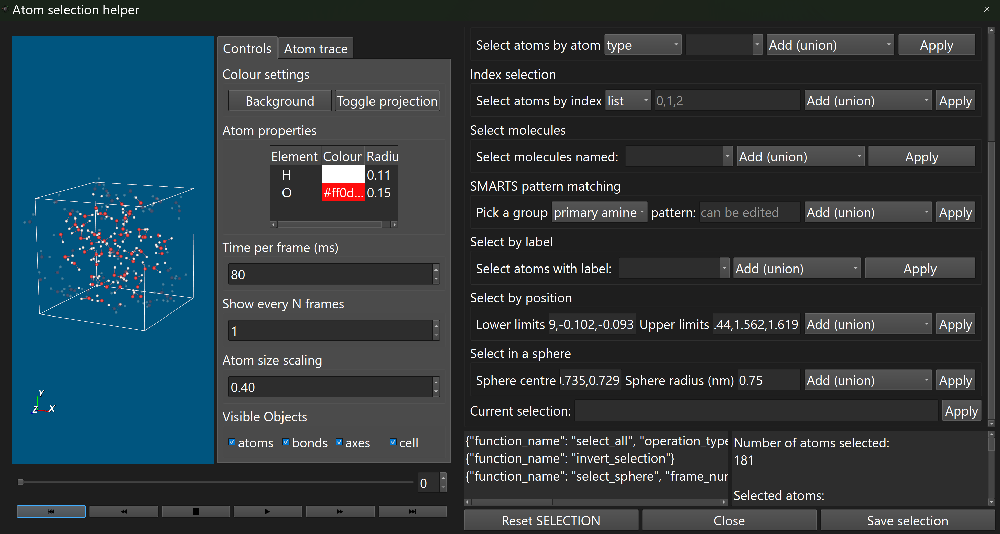 Atom selection helper
Controls
Atom trace
Colour settings
Background
Toggle projection
Atom properties
Element Colour Radiu
H 0.11
O #ff0d... 0.15
Time per frame (ms)
80
Show every N frames
1
Atom size scaling
0.40
Visible Objects
atoms bonds axes cell
Y
Z X
0
Select atoms by atom type Add (union) Apply
Index selection
Select atoms by index list 0,1,2 Add (union) Apply
Select molecules
Select molecules named: Add (union) Apply
SMARTS pattern matching
Pick a group primary amine pattern: can be edited Add (union) Apply
Select by label
Select atoms with label: Add (union) Apply
Select by position
Lower limits 9,-0.102,-0.093 Upper limits .44,1.562,1.619 Add (union) Apply
Select in a sphere
Sphere centre .735,0.729 Sphere radius (nm) 0.75 Add (union) Apply
Current selection: Apply
{"function_name": "select_all", "operation_type
{"function_name": "invert_selection"}
{"function_name": "select_sphere", "frame_nur
Number of atoms selected:
181
Selected atoms:
Reset SELECTION
Close
Save selection